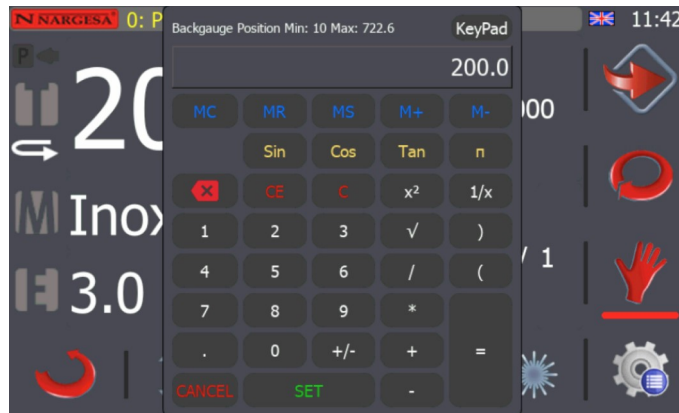 NARGESA 0: P
Backgauge Position Min: 10 Max: 722.6 KeyPad
11:42
200.0
P
20
000
MC MR MS M+ M-
Sin Cos Tan п
CE C x² 1/x
Inox
1 2 3 √ )
4 5 6 / (
/ 1
3.0
7 8 9 *
. 0 +/- + =
CANCEL SET -